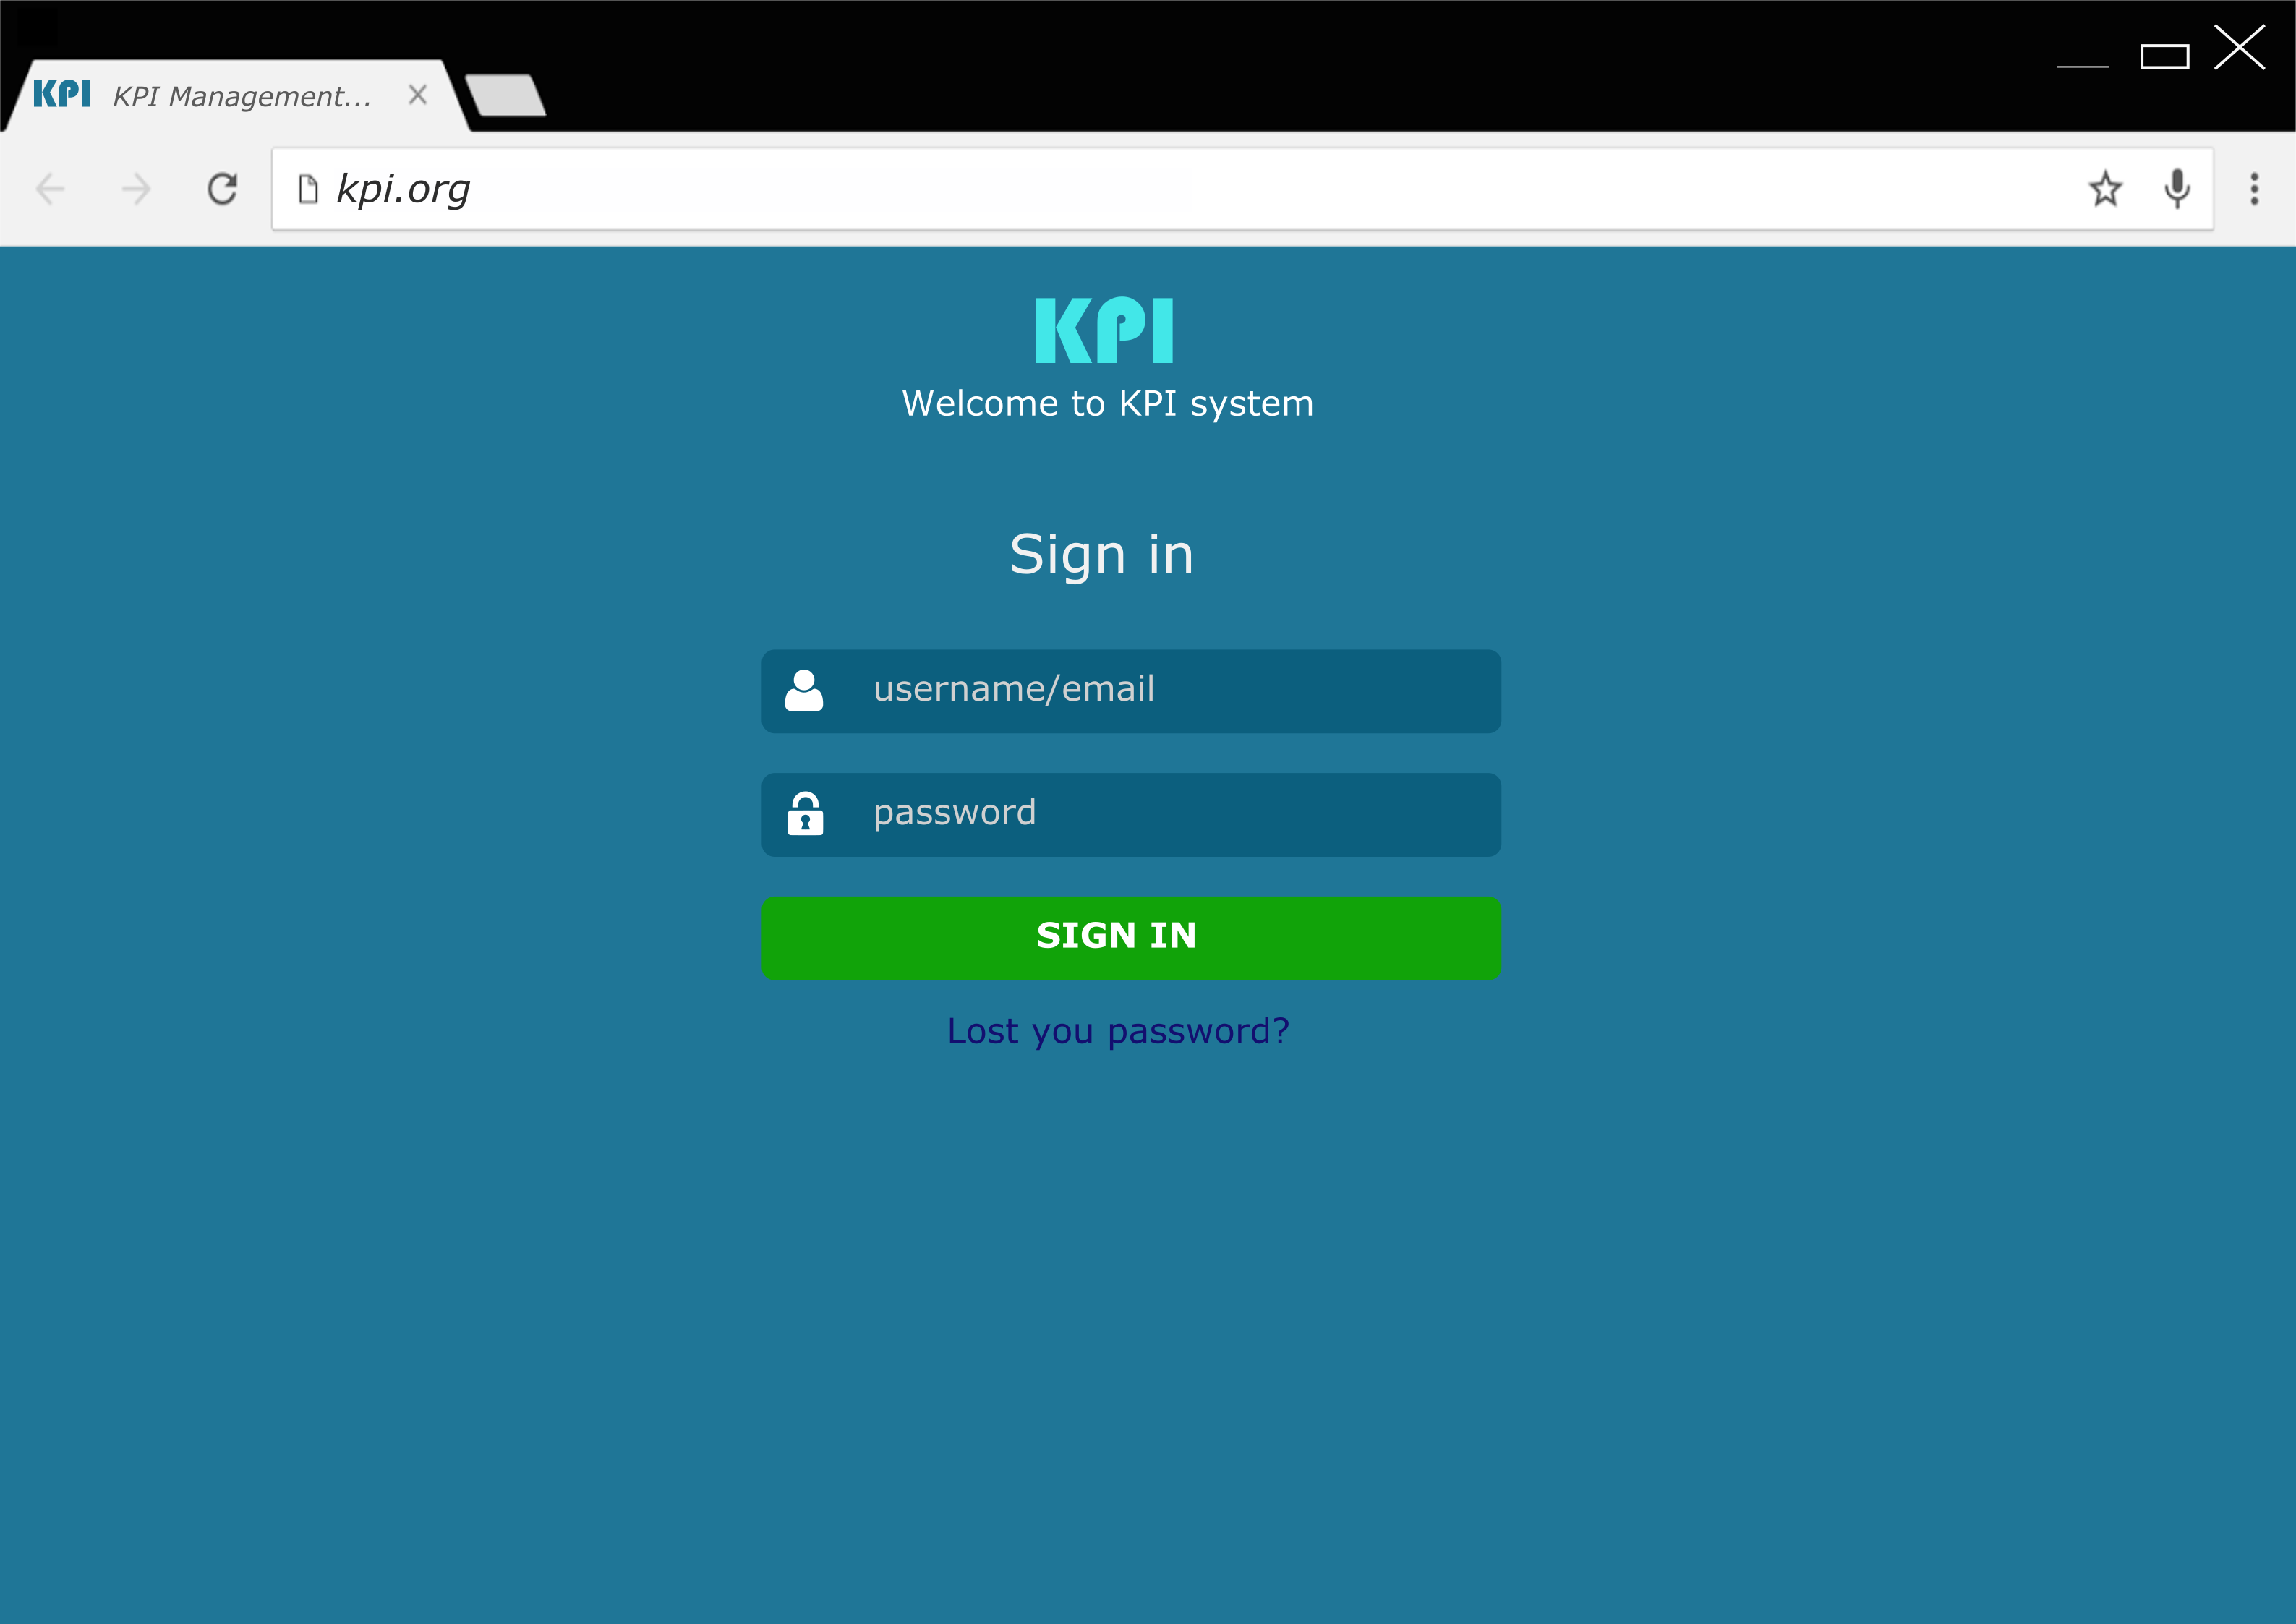 KPI KPI Management...
kpi.org
KPI
Welcome to KPI system
Sign in
username/email
password
SIGN IN
Lost you password?